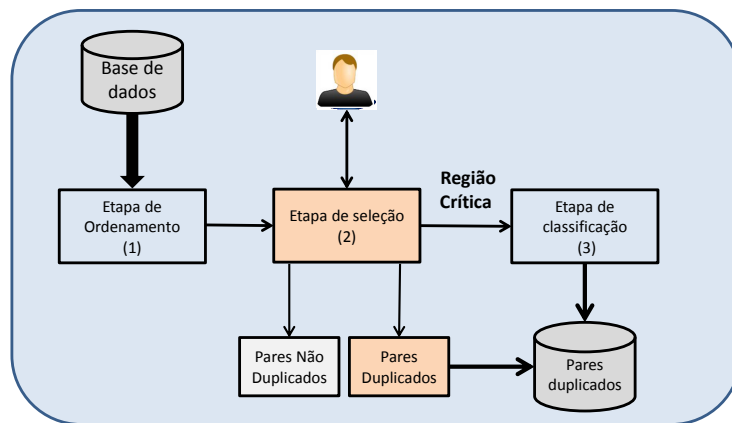 Base de
dados
Região
Crítica
Etapa de
Ordenamento
(1)
Etapa de seleção
(2)
Etapa de
classificação
(3)
Pares Não
Duplicados
Pares
Duplicados
Pares
duplicados